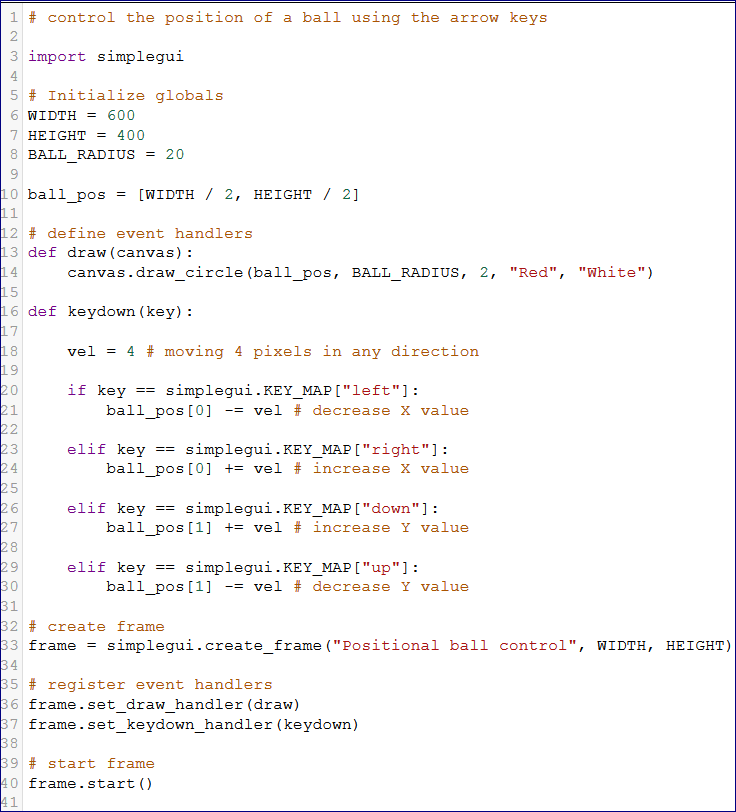 1 # control the position of a ball using the arrow keys
2
3 import simplegui
4
5 # Initialize globals
6 WIDTH = 600
7 HEIGHT = 400
8 BALL_RADIUS = 20
9
10 ball_pos = [WIDTH / 2, HEIGHT / 2]
11
12 # define event handlers
13 def draw(canvas):
14     canvas.draw_circle(ball_pos, BALL_RADIUS, 2, "Red", "White")
15
16 def keydown(key):
17
18     vel = 4 # moving 4 pixels in any direction
19
20     if key == simplegui.KEY_MAP["left"]:
21         ball_pos[0] -= vel # decrease X value
22
23     elif key == simplegui.KEY_MAP["right"]:
24         ball_pos[0] += vel # increase X value
25
26     elif key == simplegui.KEY_MAP["down"]:
27         ball_pos[1] += vel # increase Y value
28
29     elif key == simplegui.KEY_MAP["up"]:
30         ball_pos[1] -= vel # decrease Y value
31
32 # create frame
33 frame = simplegui.create_frame("Positional ball control", WIDTH, HEIGHT)
34
35 # register event handlers
36 frame.set_draw_handler(draw)
37 frame.set_keydown_handler(keydown)
38
39 # start frame
40 frame.start()
41